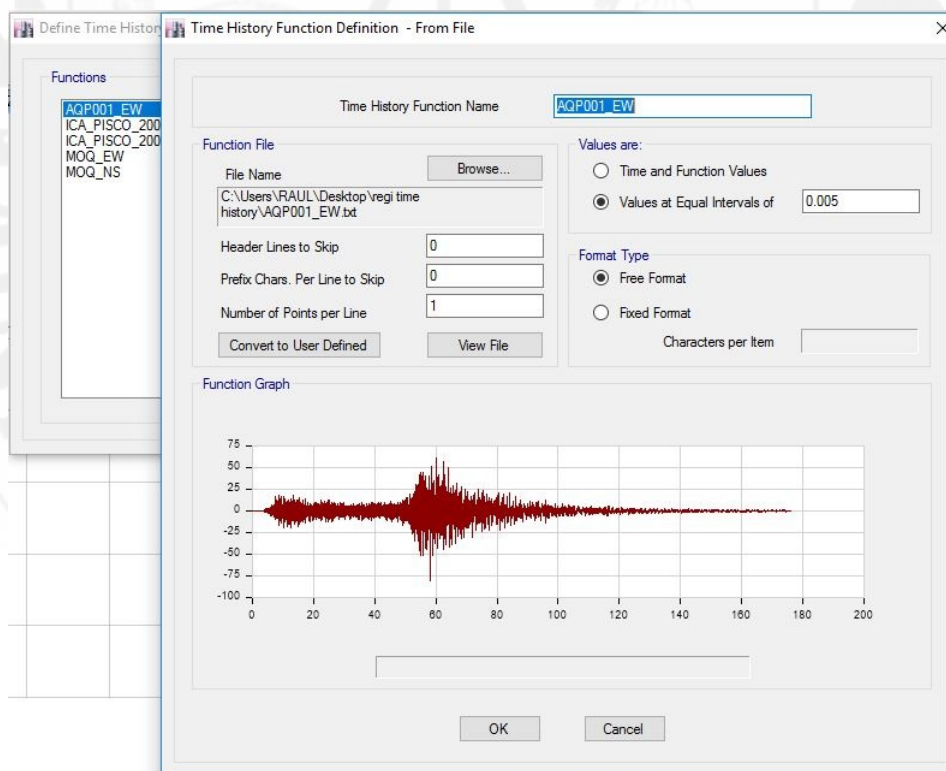 Define Time History
Time History Function Definition - From File
Functions
AQP001_EW
ICA_PISCO_200
ICA_PISCO_200
MOQ_EW
MOQ_NS
Time History Function Name
AQP001_EW
Function File
File Name
Browse...
C:\Users\RAUL\Desktop\regi time
history\AQP001_EW.txt
Header Lines to Skip
0
Prefix Chars. Per Line to Skip
0
Number of Points per Line
1
Convert to User Defined
View File
Values are:
Time and Function Values
Values at Equal Intervals of
0.005
Format Type
Free Format
Fixed Format
Characters per Item
Function Graph
75
50
25
0
-25
-50
-75
-100
0 20 40 60 80 100 120 140 160 180 200
OK
Cancel